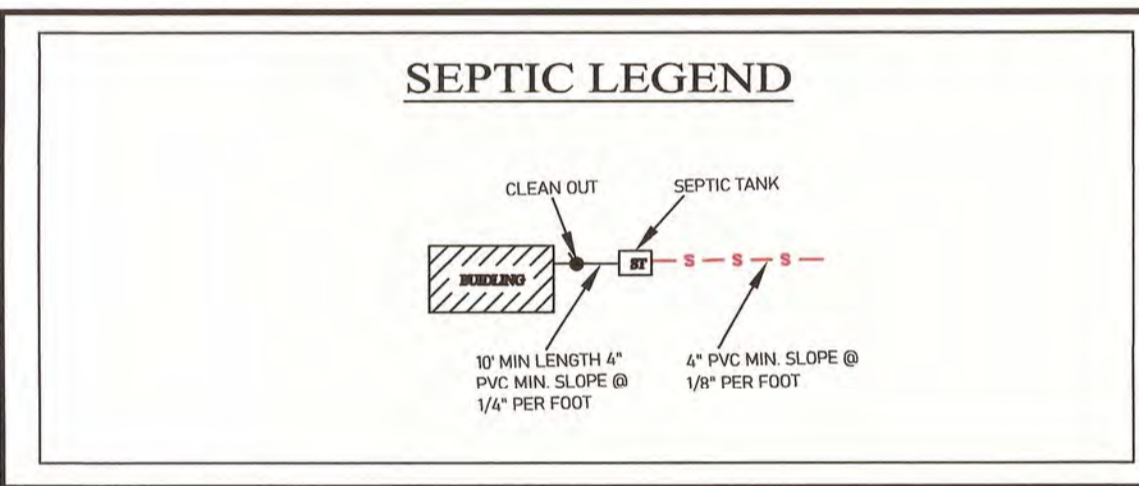 SEPTIC LEGEND
CLEAN OUT
SEPTIC TANK
BUIDLING
ST
S S S
10' MIN LENGTH 4"
PVC MIN. SLOPE @
1/4" PER FOOT
4" PVC MIN. SLOPE @
1/8" PER FOOT